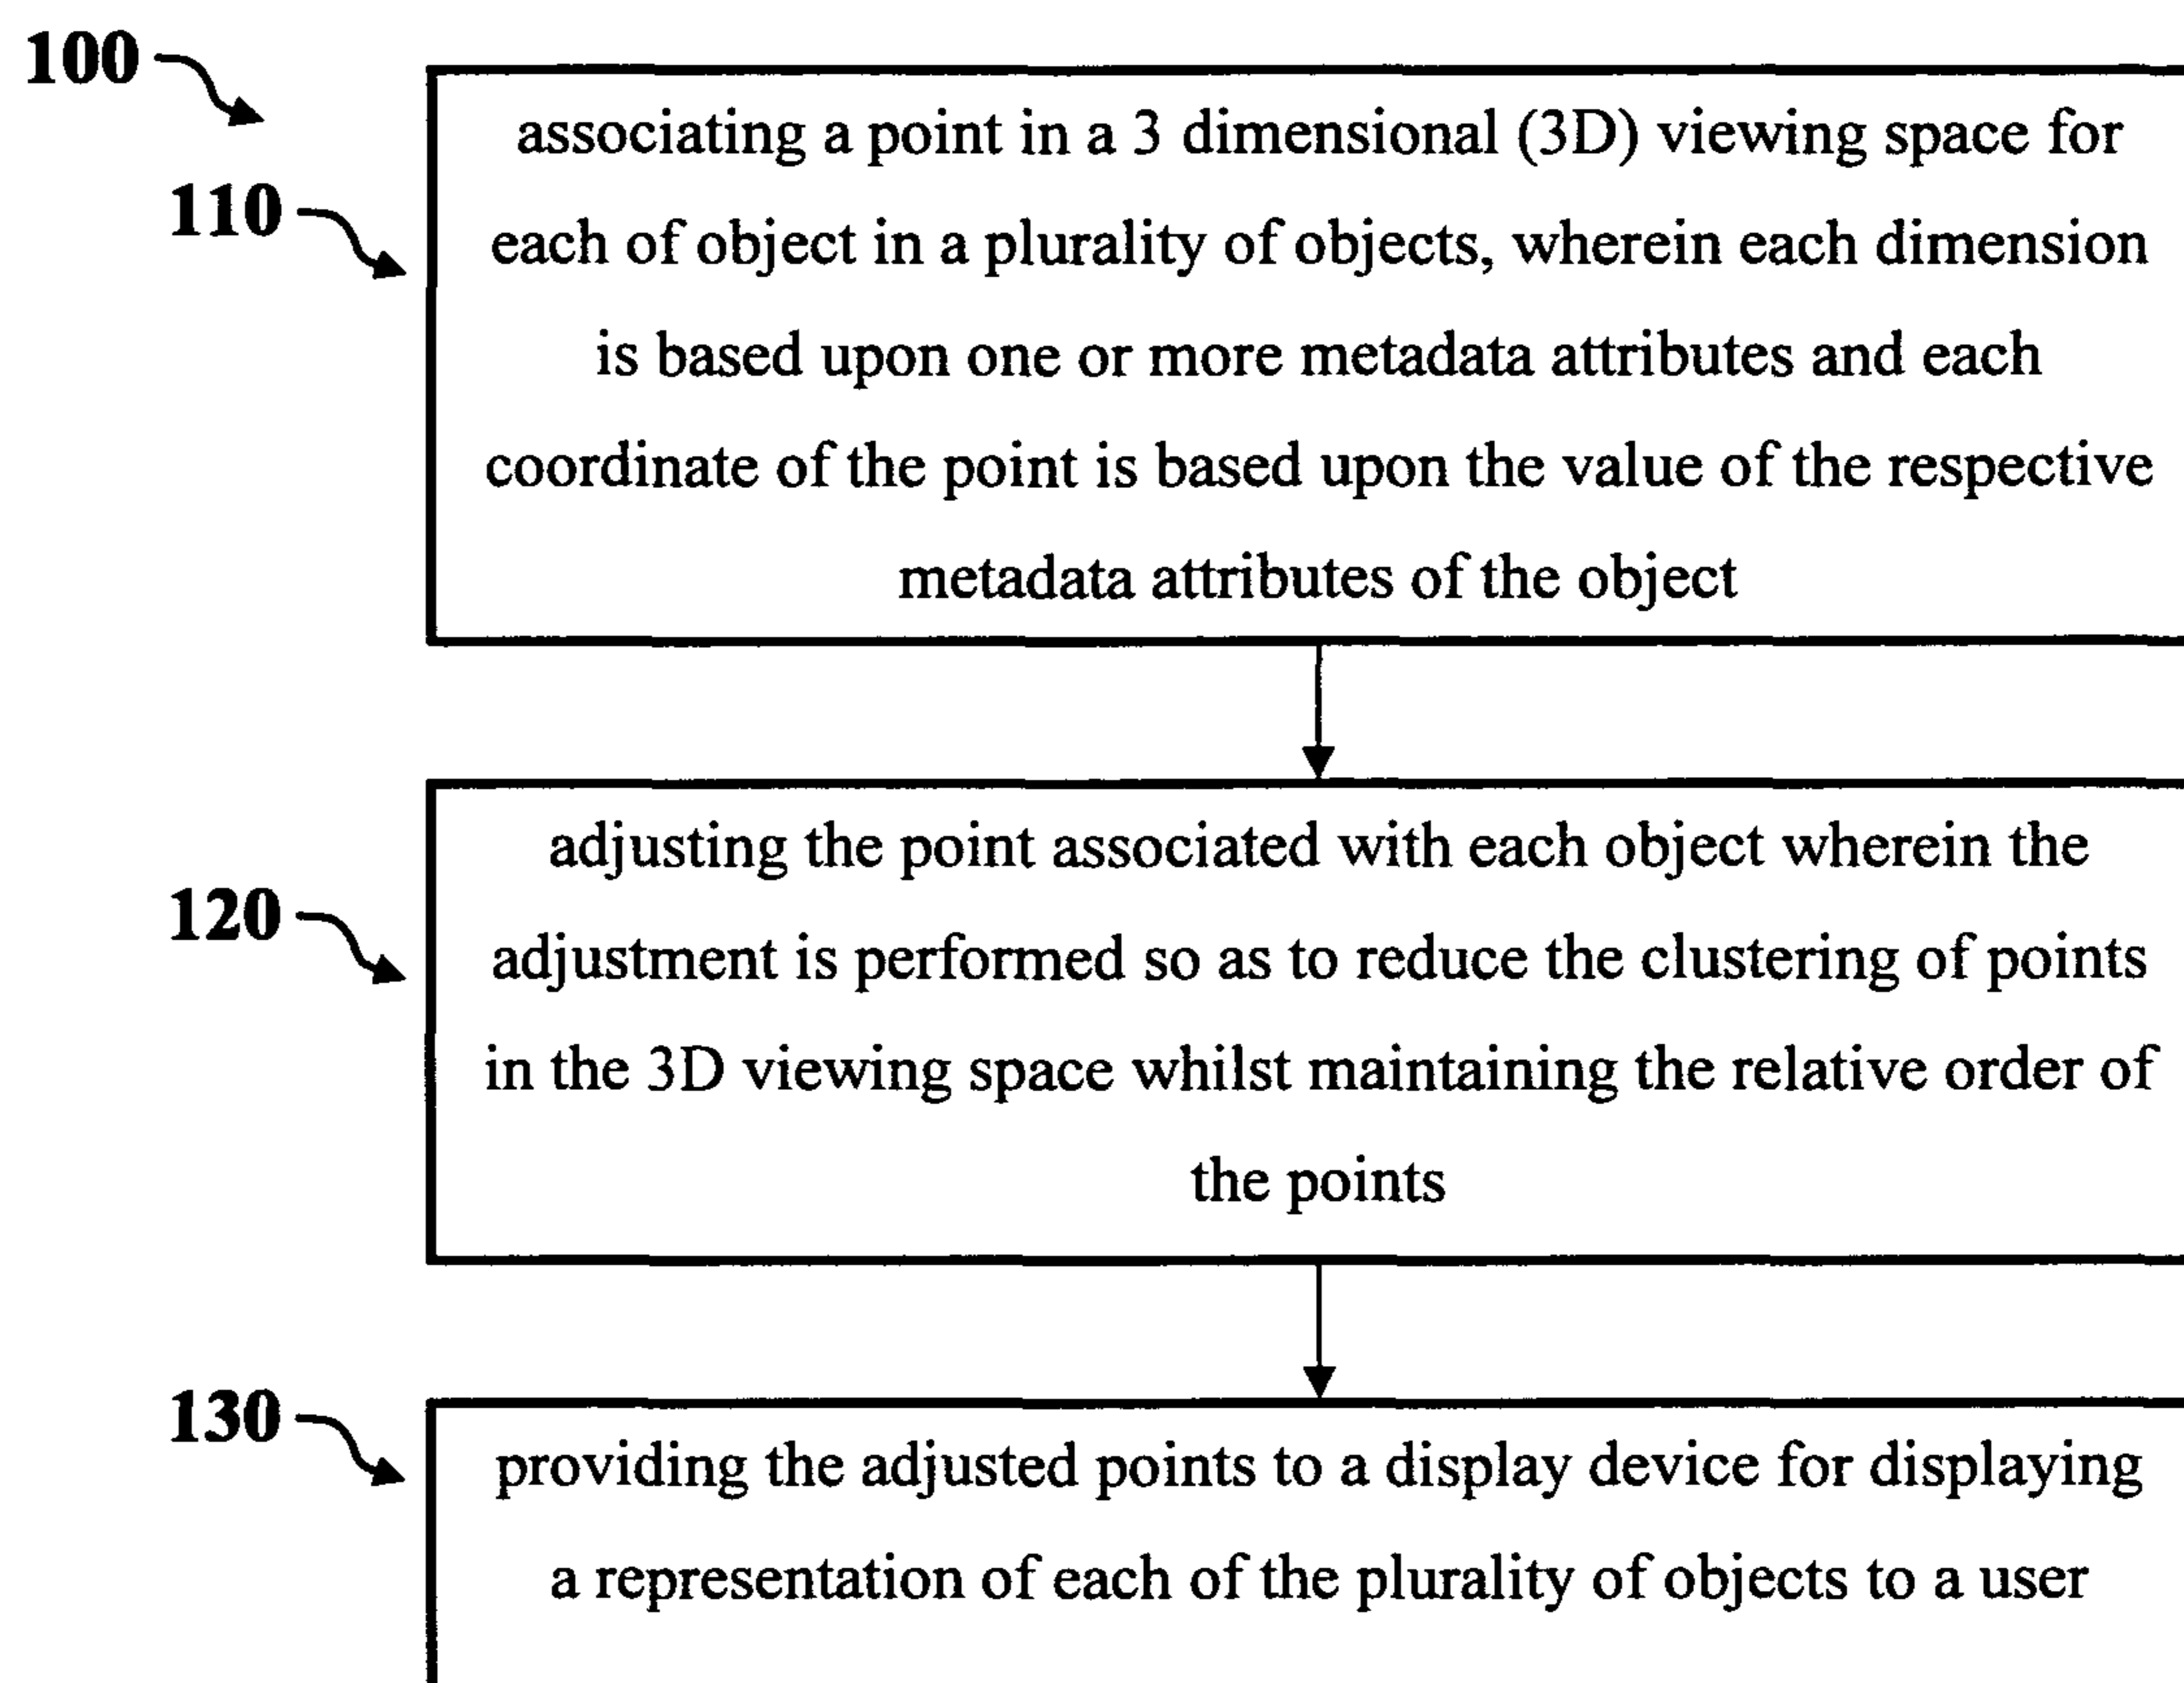 100
associating a point in a 3 dimensional (3D) viewing space for
110
each of object in a plurality of objects, wherein each dimension
is based upon one or more metadata attributes and each
coordinate of the point is based upon the value of the respective
metadata attributes of the object
adjusting the point associated with each object wherein the
120
adjustment is performed so as to reduce the clustering of points
in the 3D viewing space whilst maintaining the relative order of
the points
130
providing the adjusted points to a display device for displaying
a representation of each of the plurality of objects to a user